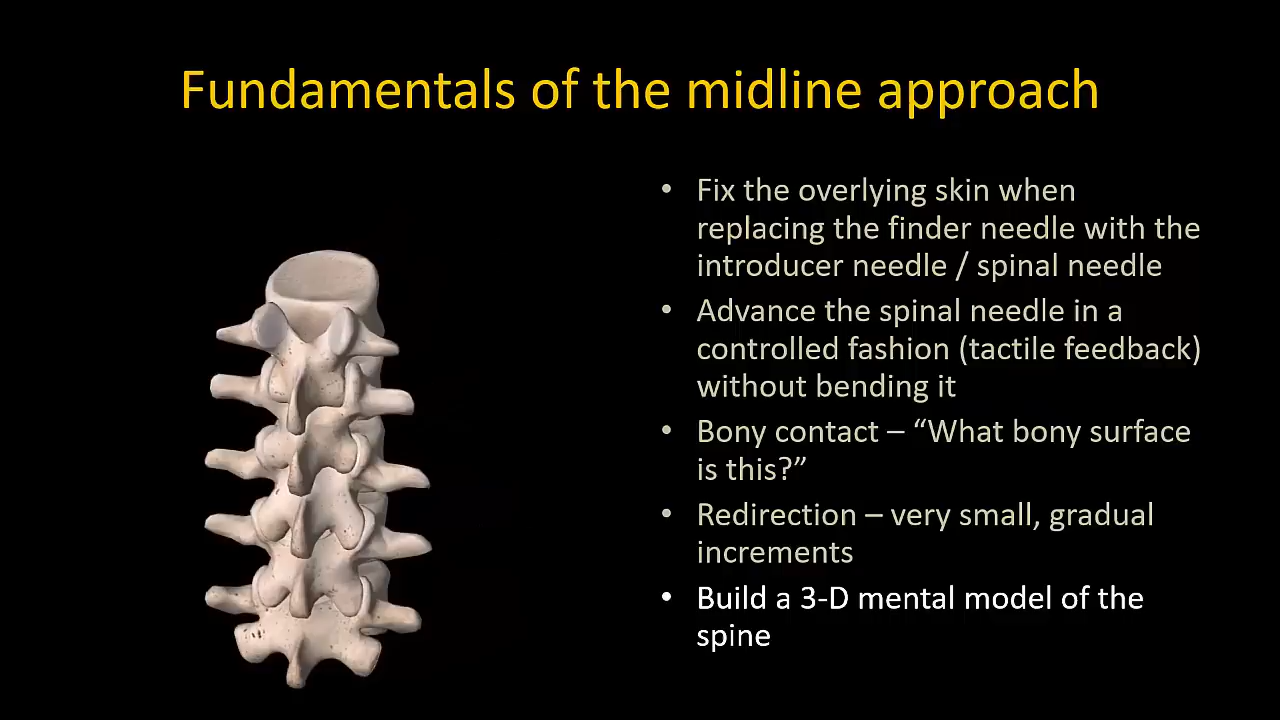 Fundamentals of the midline approach
• Fix the overlying skin when
replacing the finder needle with the
introducer needle / spinal needle
• Advance the spinal needle in a
controlled fashion (tactile feedback)
without bending it
• Bony contact – “What bony surface
is this?”
• Redirection – very small, gradual
increments
• Build a 3-D mental model of the
spine